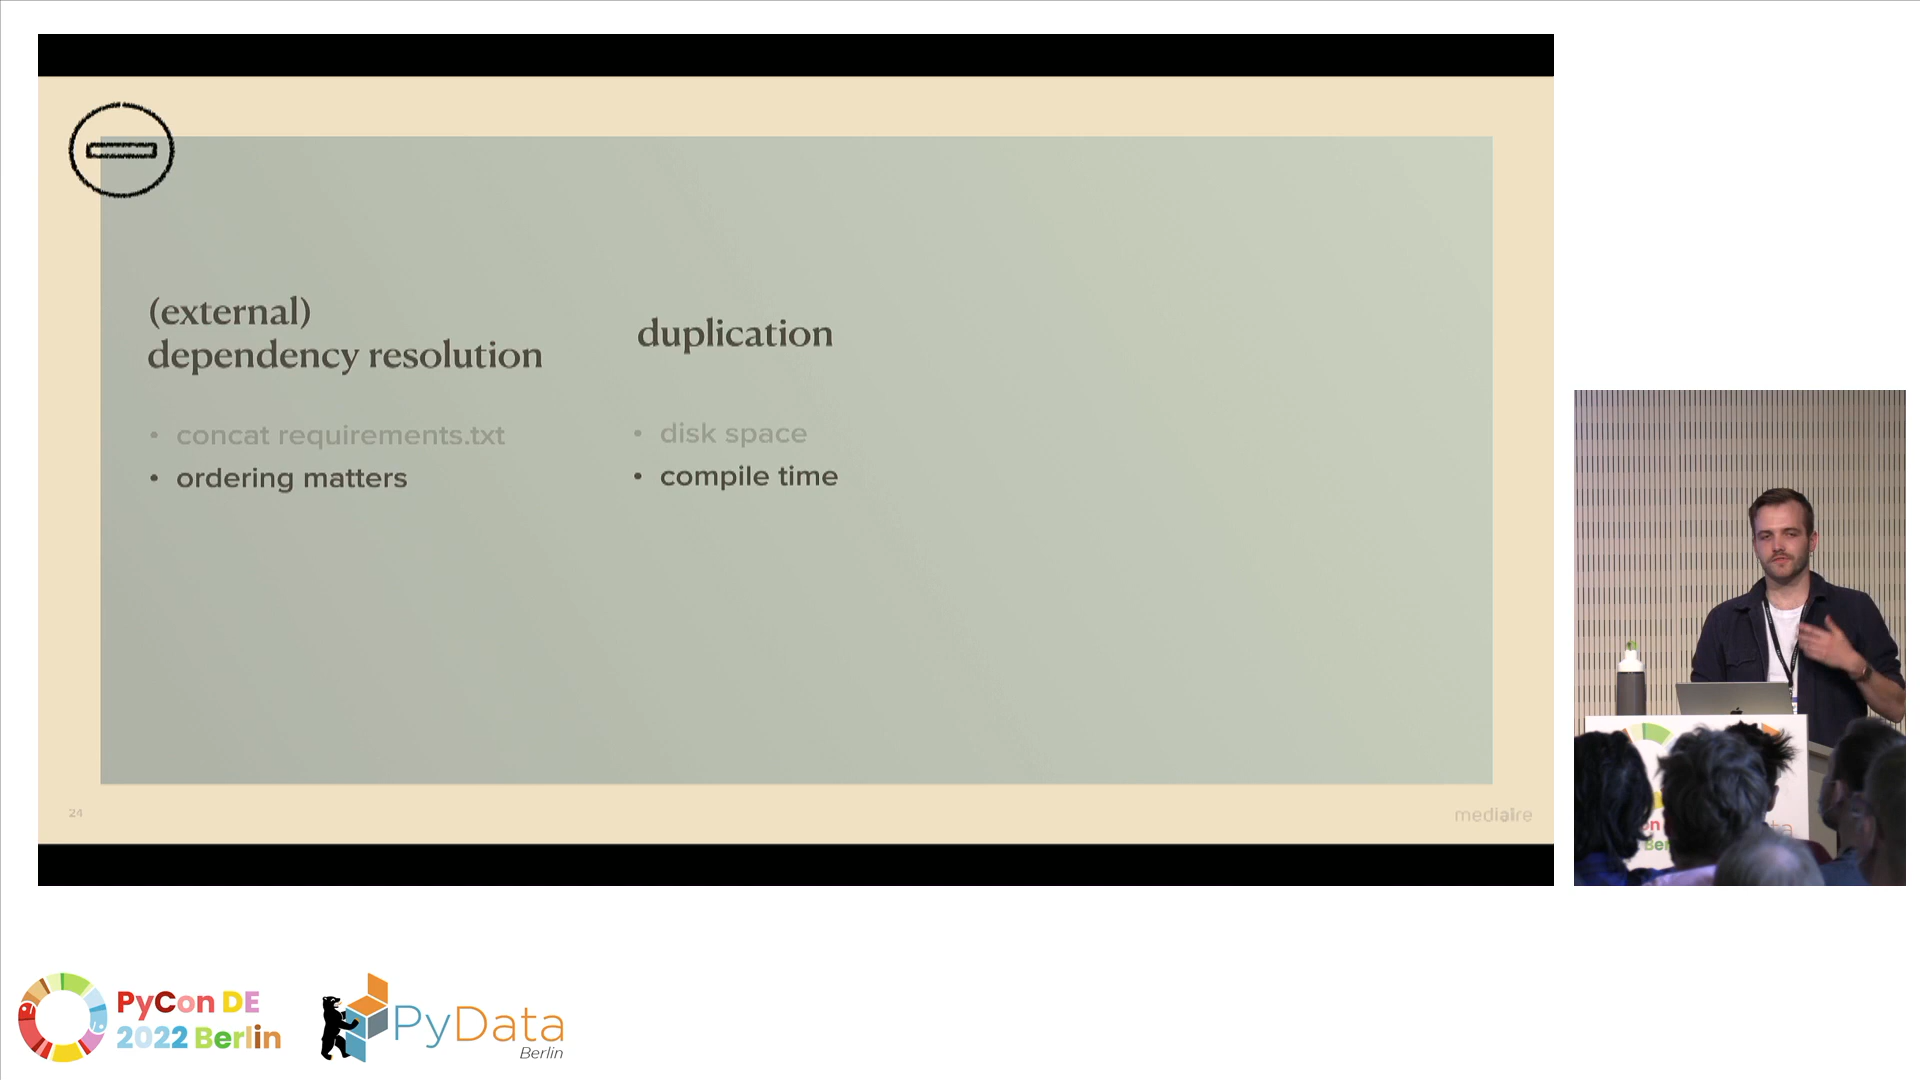 (external)
dependency resolution
• concat requirements.txt
• ordering matters
duplication
• disk space
• compile time
24
mediaire
PyCon DE
2022 Berlin
PyData
Berlin